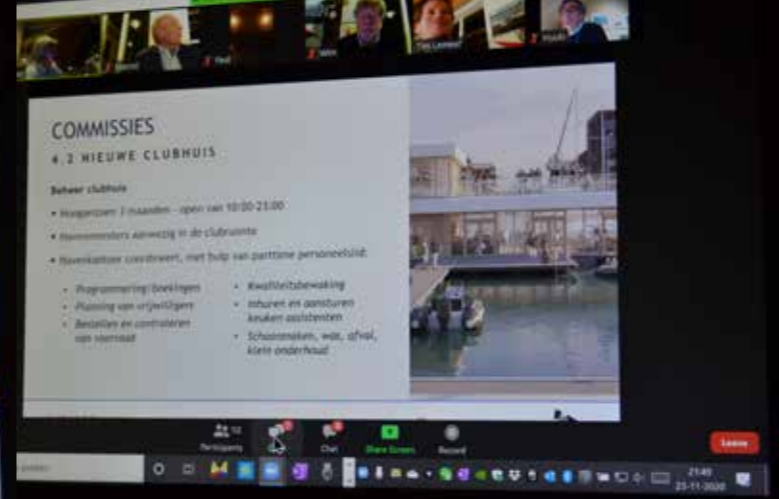 COMMISSIES
4.2 NIEUWE CLUBHUIS
Beheer clubhuis
• Hoogseizoen 3 maanden - open van 10:00-23:00
• Havenmeesters aanwezig in de clubruimte
• Havenkantoor coordineert, met hulp van parttime personeelslid:
• Programmering/boekingen
• Planning van vrijwilligers
• Bestellen en controleren
van voorraad
• Kwaliteitsbewaking
• Inhuren en aansturen
keuken assistenten
• Schoonmaken, was, afval,
klein onderhoud
Participants
12
Chat
Share Screen
Record
Leave
21:40
23-11-2020